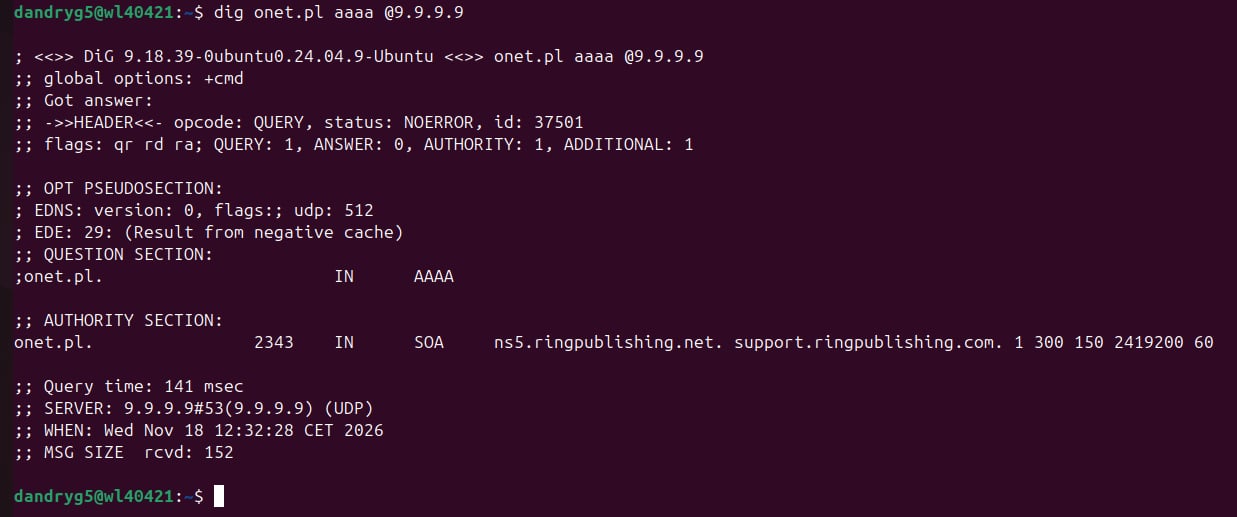 dandryg5@wl40421:~$ dig onet.pl aaaa @9.9.9.9
; <<>> DiG 9.18.39-0ubuntu0.24.04.9-Ubuntu <<>> onet.pl aaaa @9.9.9.9
;; global options: +cmd
;; Got answer:
;; ->>HEADER<<- opcode: QUERY, status: NOERROR, id: 37501
;; flags: qr rd ra; QUERY: 1, ANSWER: 0, AUTHORITY: 1, ADDITIONAL: 1
;; OPT PSEUDOSECTION:
; EDNS: version: 0, flags:; udp: 512
; EDE: 29: (Result from negative cache)
;; QUESTION SECTION:
;onet.pl. IN AAAA
;; AUTHORITY SECTION:
onet.pl. 2343 IN SOA ns5.ringpublishing.net. support.ringpublishing.com. 1 300 150 2419200 60
;; Query time: 141 msec
;; SERVER: 9.9.9.9#53(9.9.9.9) (UDP)
;; WHEN: Wed Nov 18 12:32:28 CET 2026
;; MSG SIZE  rcvd: 152
dandryg5@wl40421:~$